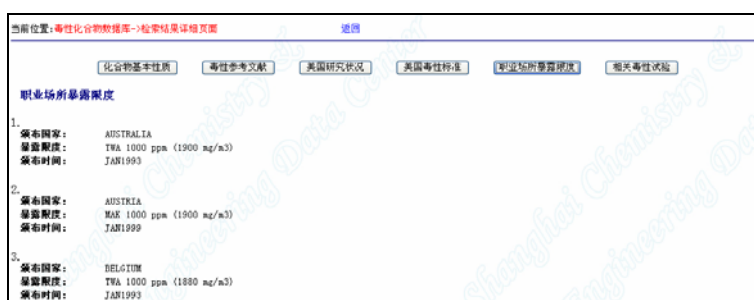 当前位置:毒性化合物数据库->检索结果详细页面 返回
化合物基本性质 毒性参考文献 美国研究状况 美国毒性标准 职业场所暴露限度 相关毒性试验
职业场所暴露限度
1.
颁布国家: AUSTRALIA
暴露限度: TWA 1000 ppm (1900 mg/m3)
颁布时间: JAN1993
2.
颁布国家: AUSTRIA
暴露限度: MAK 1000 ppm (1900 mg/m3)
颁布时间: JAN1999
3.
颁布国家: BELGIUM
暴露限度: TWA 1000 ppm (1880 mg/m3)
颁布时间: JAN1993
Shanghai Chemistry &
Engineering Data Center